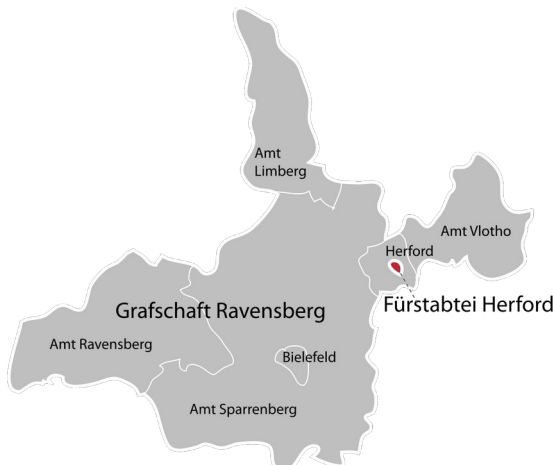 Amt
Limberg
Amt Vlotho
Herford
Fürstabtei Herford
Grafschaft Ravensberg
Amt Ravensberg
Bielefeld
Amt Sparrenberg